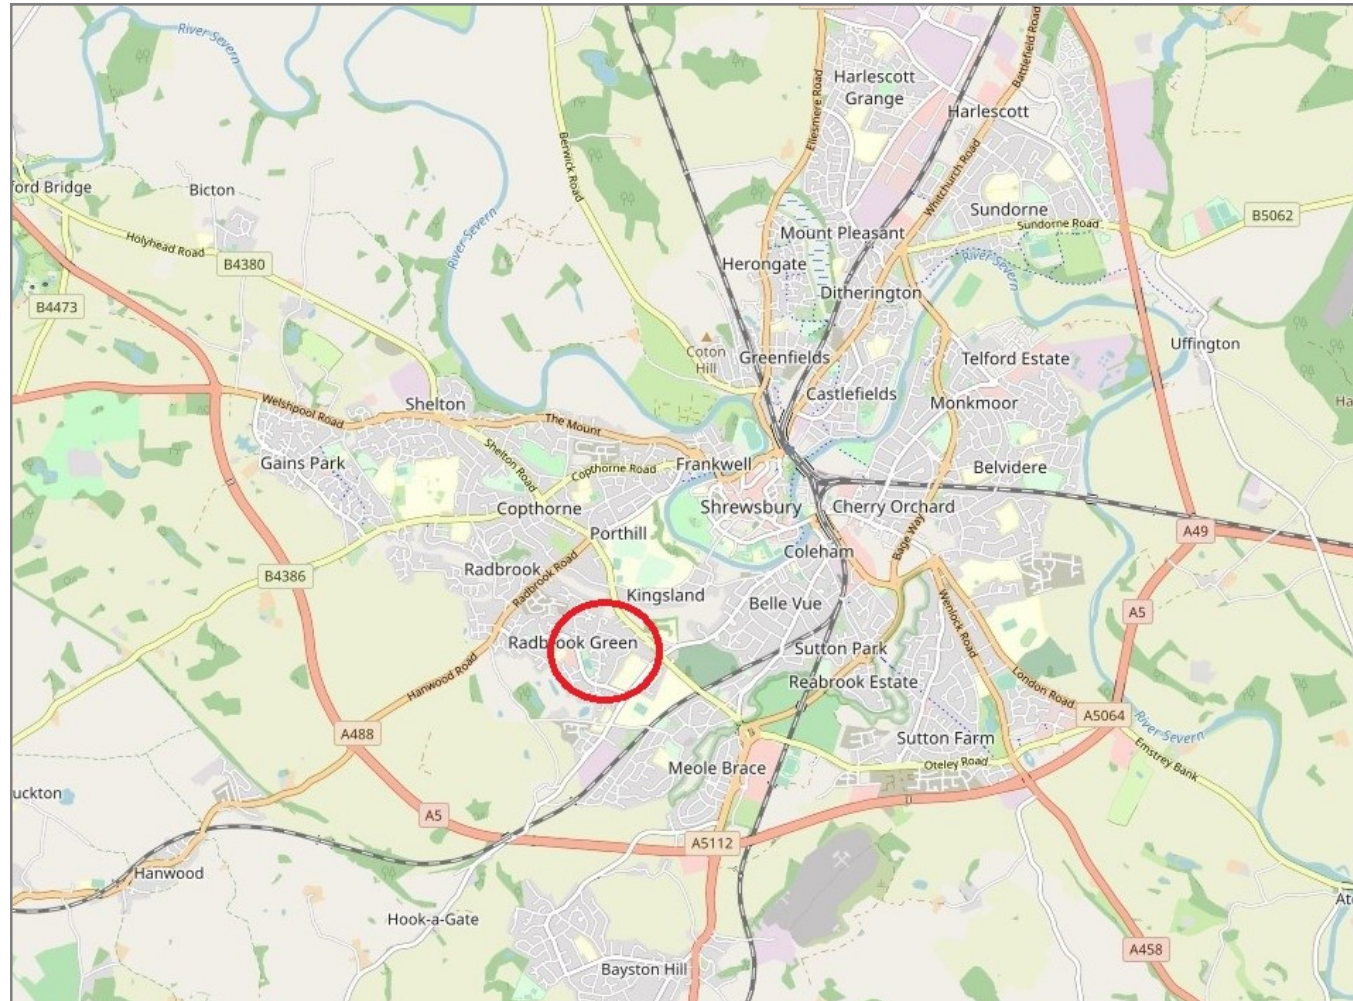 River Severn
Harlescott
Grange
Ellesmere Road
Battlefield Road
Harlescott
Berwick Road
Whitchurch Road
ford Bridge
Bicton
Holyhead Road
B4380
B4473
River Severn
Sundorne
Sundorne Road
B5062
Mount Pleasant
Herongate
River Severn
Ditherington
Uffington
Coton
Hill
Greenfields
Telford Estate
Castlefields
Monkmoor
Ha
Welshpool Road
Shelton
The Mount
Shelton Road
Gains Park
Copthorne Road
Frankwell
Belvidere
Copthorne
Shrewsbury
Cherry Orchard
Porthill
Coleham
Bage Way
A49
Radbrook
Radbrook Road
B4386
Kingsland
Belle Vue
Wenlock Road
A5
Radbrook Green
Sutton Park
Reabrook Estate
Hanwood Road
London Road
A5064
River Severn
A488
Sutton Farm
Oteley Road
Emstrey Bank
Meole Brace
uckton
A5
A5112
Hanwood
Hook-a-Gate
At
A458
Bayston Hill